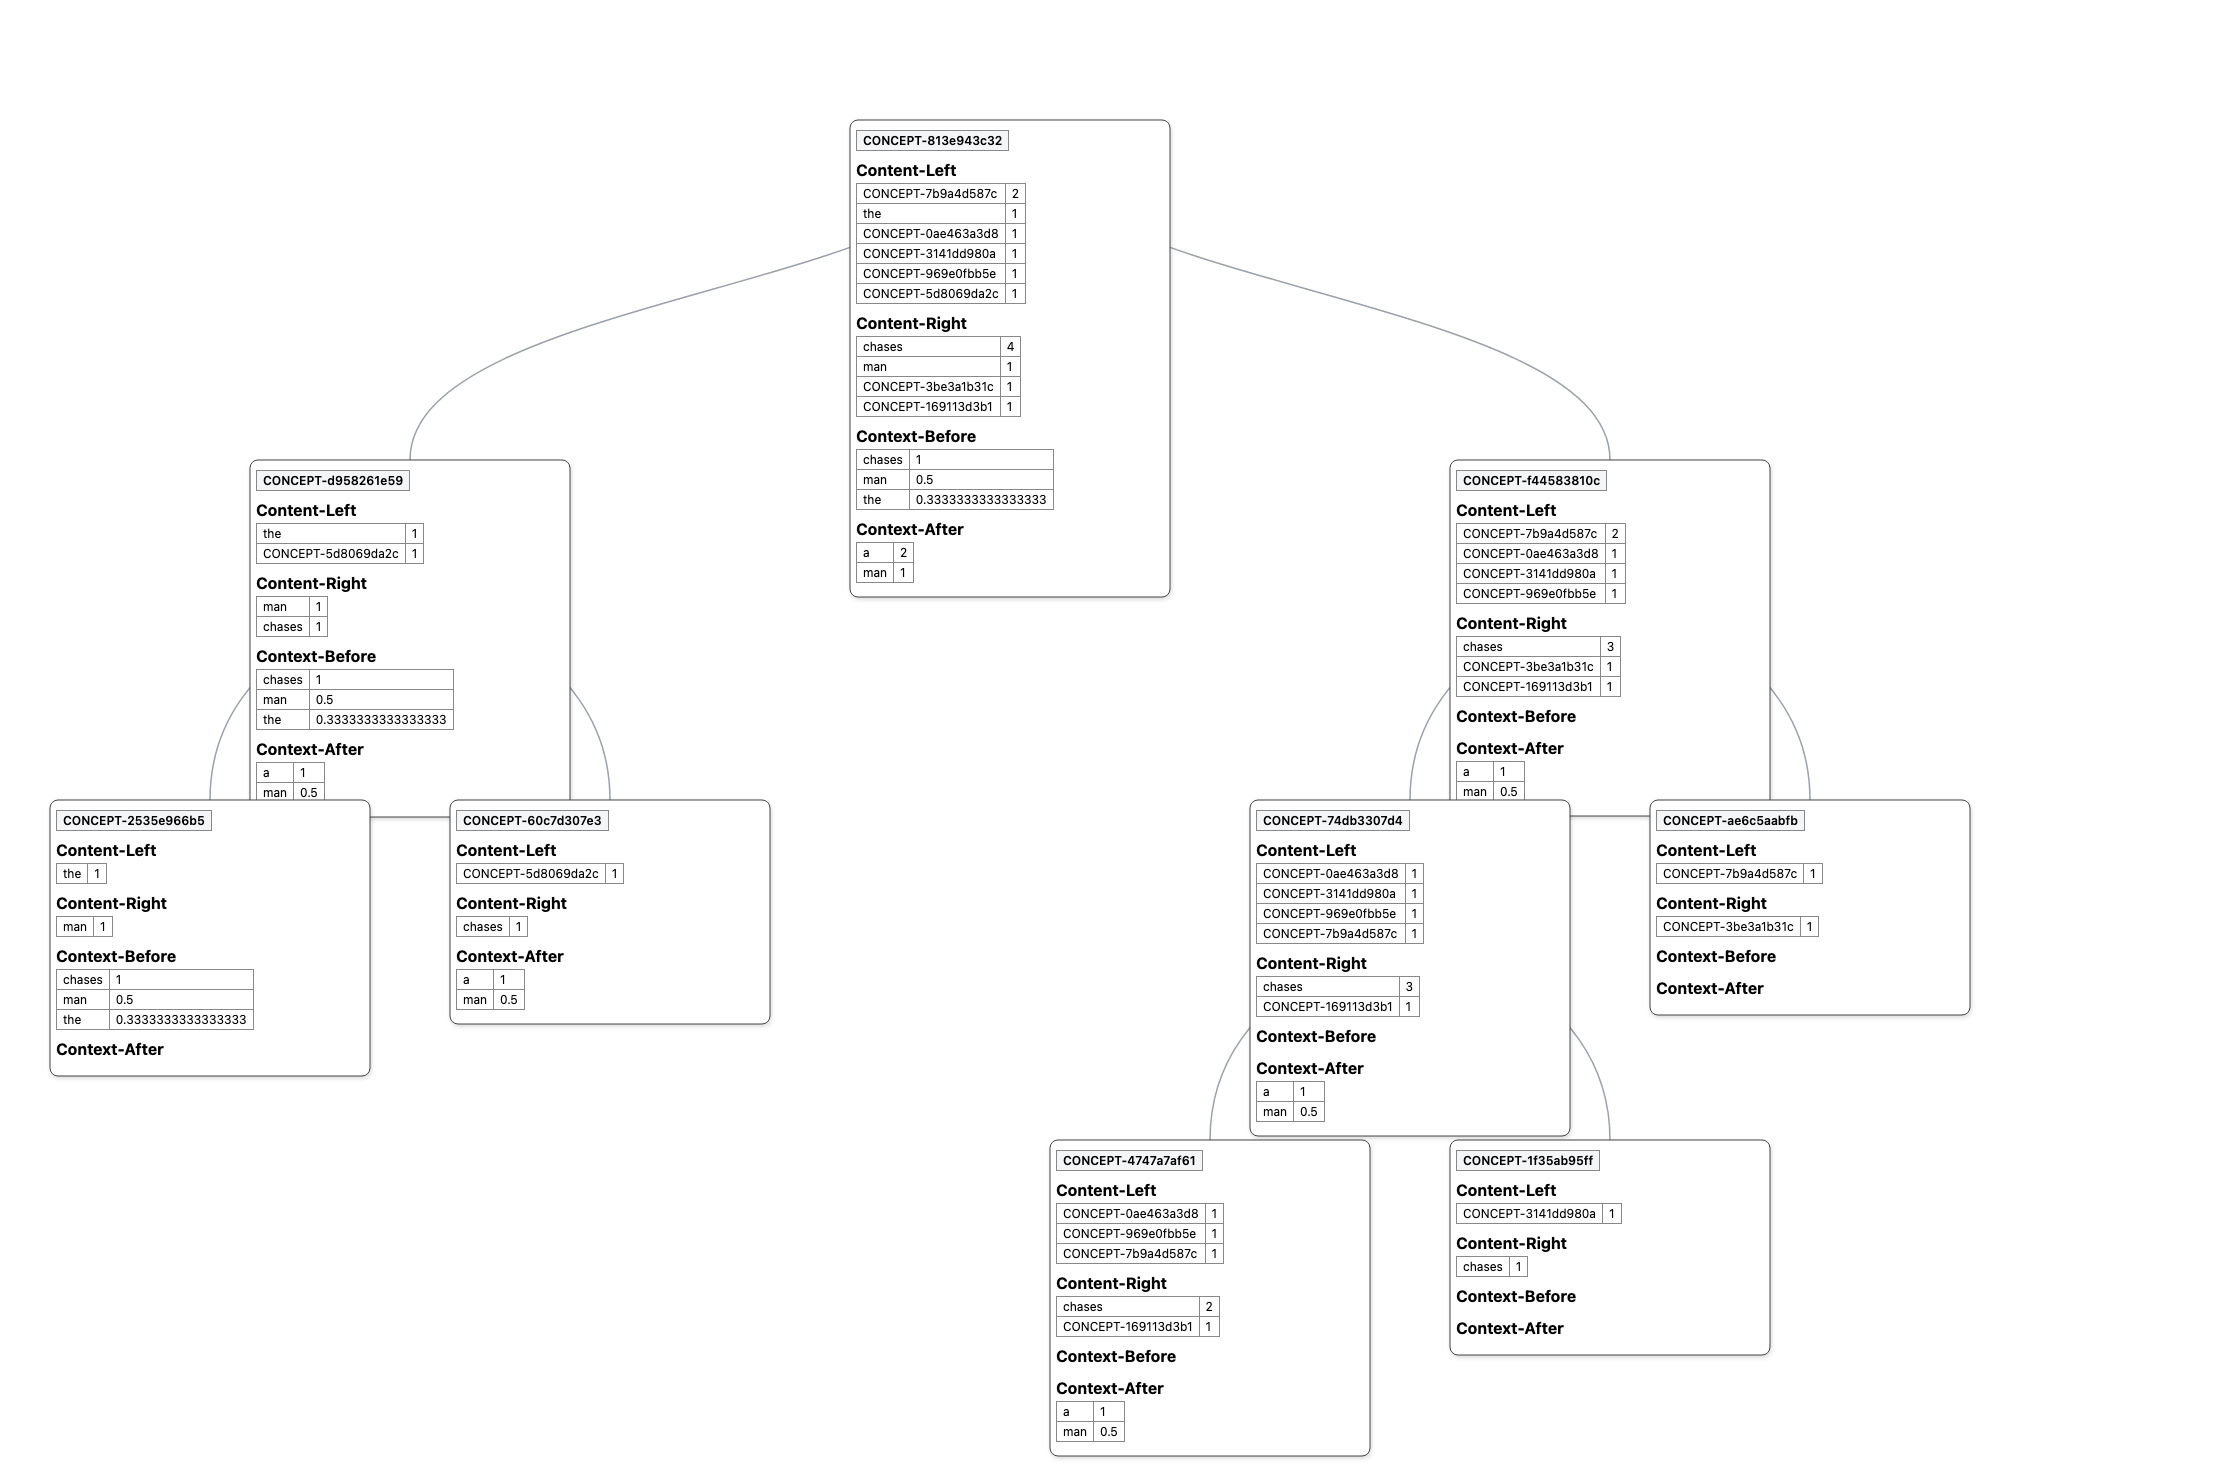 CONCEPT-813e943c32
Content-Left
CONCEPT-7b9a4d587c 2
the 1
CONCEPT-0ae463a3d8 1
CONCEPT-3141dd980a 1
CONCEPT-969e0fbb5e 1
CONCEPT-5d8069da2c 1
Content-Right
chases 4
man 1
CONCEPT-3be3a1b31c 1
CONCEPT-169113d3b1 1
Context-Before
chases 1
man 0.5
the 0.3333333333333333
Context-After
a 2
man 1
CONCEPT-d958261e59
Content-Left
the 1
CONCEPT-5d8069da2c 1
Content-Right
man 1
chases 1
Context-Before
chases 1
man 0.5
the 0.3333333333333333
Context-After
a 1
man 0.5
CONCEPT-f44583810c
Content-Left
CONCEPT-7b9a4d587c 2
CONCEPT-0ae463a3d8 1
CONCEPT-3141dd980a 1
CONCEPT-969e0fbb5e 1
Content-Right
chases 3
CONCEPT-3be3a1b31c 1
CONCEPT-169113d3b1 1
Context-Before
Context-After
a 1
man 0.5
CONCEPT-2535e966b5
Content-Left
the 1
Content-Right
man 1
Context-Before
chases 1
man 0.5
the 0.3333333333333333
Context-After
CONCEPT-60c7d307e3
Content-Left
CONCEPT-5d8069da2c 1
Content-Right
chases 1
Context-After
a 1
man 0.5
CONCEPT-74db3307d4
Content-Left
CONCEPT-0ae463a3d8 1
CONCEPT-3141dd980a 1
CONCEPT-969e0fbb5e 1
CONCEPT-7b9a4d587c 1
Content-Right
chases 3
CONCEPT-169113d3b1 1
Context-Before
Context-After
a 1
man 0.5
CONCEPT-ae6c5aabfb
Content-Left
CONCEPT-7b9a4d587c 1
Content-Right
CONCEPT-3be3a1b31c 1
Context-Before
Context-After
CONCEPT-4747a7af61
Content-Left
CONCEPT-0ae463a3d8 1
CONCEPT-969e0fbb5e 1
CONCEPT-7b9a4d587c 1
Content-Right
chases 2
CONCEPT-169113d3b1 1
Context-Before
Context-After
a 1
man 0.5
CONCEPT-1f35ab95ff
Content-Left
CONCEPT-3141dd980a 1
Content-Right
chases 1
Context-Before
Context-After